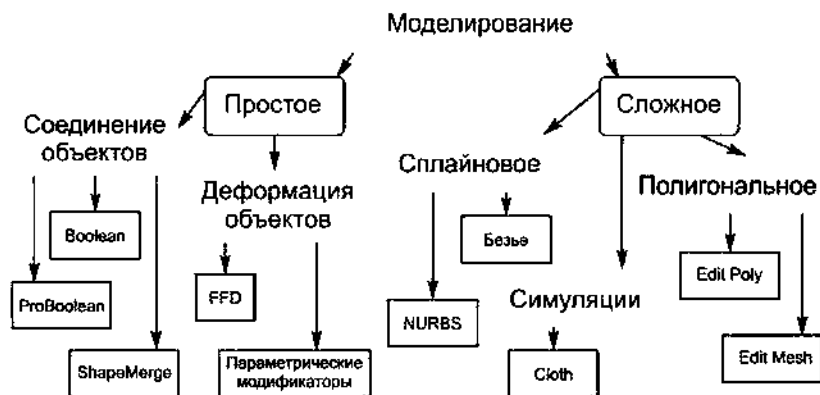 Моделирование
Простое
Сложное
Соединение
объектов
Сплайновое
Полигональное
Деформация
объектов
Boolean
Безье
Edit Poly
ProBoolean
FFD
NURBS
Симуляции
ShapeMerge
Параметрические
модификаторы
Cloth
Edit Mesh